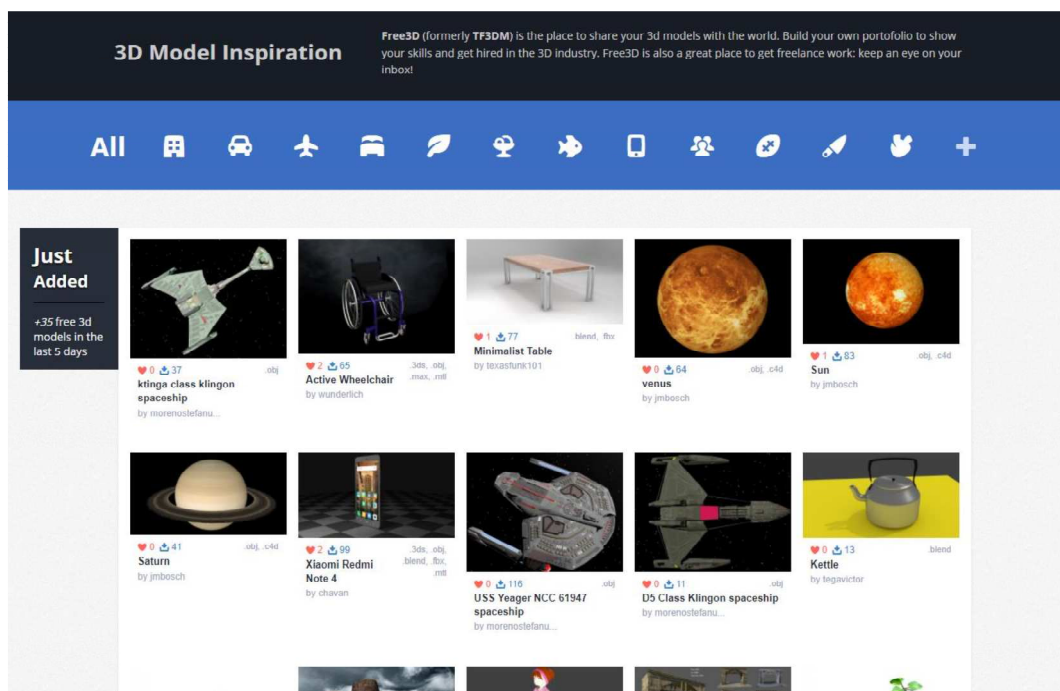 3D Model Inspiration
Free3D (formerly TF3DM) is the place to share your 3d models with the world. Build your own portofolio to show
your skills and get hired in the 3D industry. Free3D is also a great place to get freelance work: keep an eye on your
inbox!
All
Just
Added
+35 free 3d
models in the
last 5 days
0 37 .obj
ktinga class klingon
spaceship
by morenostefanu...
2 65 .3ds, .obj,
.max, .mtl
Active Wheelchair
by wunderlich
1 77 blend, fbx
Minimalist Table
by texasfunk101
0 64 .obj, .c4d
venus
by jmbosch
1 83 .obj, .c4d
Sun
by jmbosch
0 41 .obj, .c4d
Saturn
by jmbosch
2 99 .3ds, .obj,
.blend, .fbx,
.mtl
Xiaomi Redmi
Note 4
by chavan
0 116 .obj
USS Yeager NCC 61947
spaceship
by morenostefanu...
0 11 .obj
D5 Class Klingon spaceship
by morenostefanu...
0 13 .blend
Kettle
by tegavictor